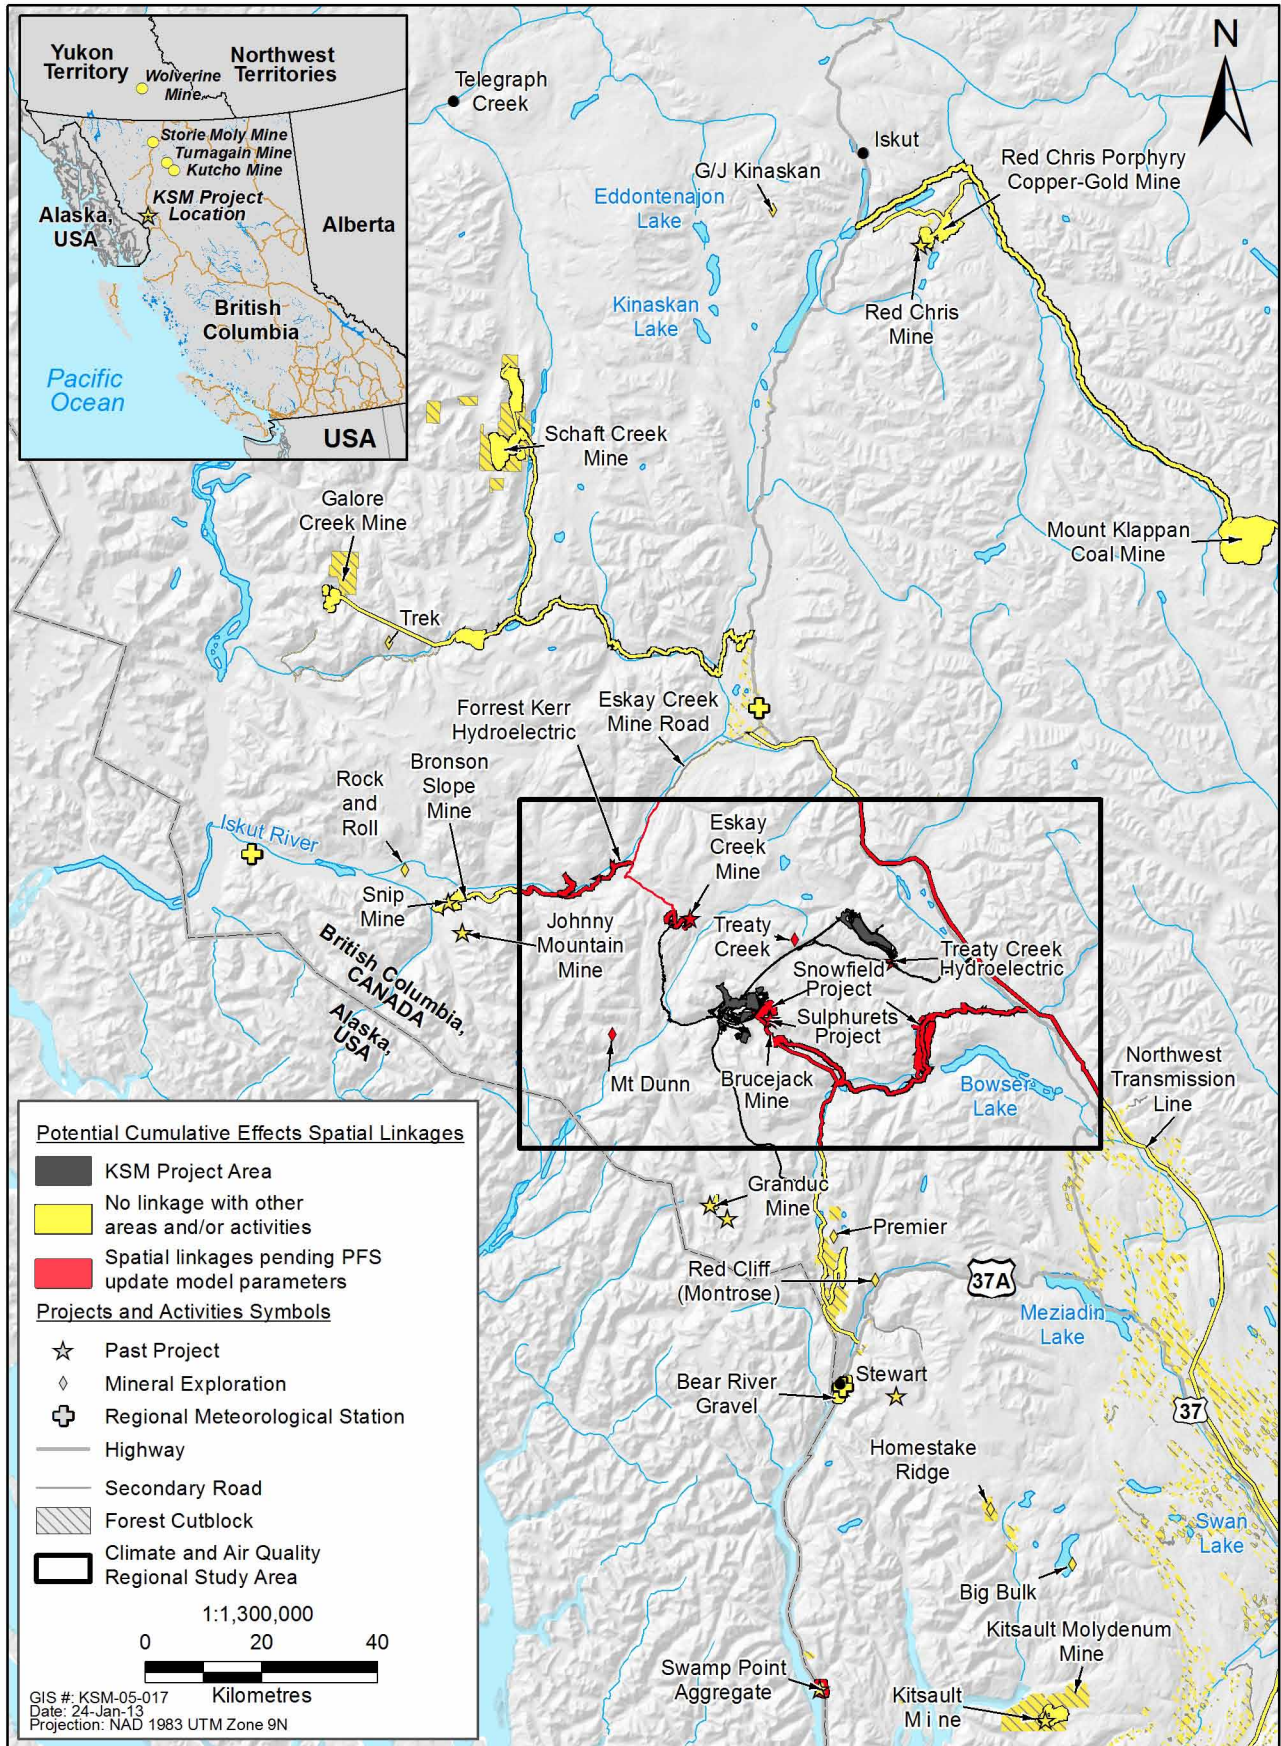 Yukon
Territory
Northwest
Territories
Wolverine
Mine
Storie Moly Mine
Turnagain Mine
Kutcho Mine
KSM Project
Location
Alaska,
USA
Alberta
British
Columbia
Pacific
Ocean
USA
N
Telegraph
Creek
Iskut
G/J Kinaskan
Red Chris Porphyry
Copper-Gold Mine
Eddontenajon
Lake
Kinaskan
Lake
Red Chris
Mine
Schaft Creek
Mine
Galore
Creek Mine
Mount Klappan
Coal Mine
Trek
Forrest Kerr
Hydroelectric
Eskay Creek
Mine Road
Bronson
Slope
Mine
Rock
and
Roll
Iskut River
Eskay
Creek
Mine
Snip
Mine
Johnny
Mountain
Mine
Treaty
Creek
Treaty Creek
Hydroelectric
Snowfield
Project
Sulphurets
Project
British Columbia,
CANADA
Alaska,
USA
Mt Dunn
Brucejack
Mine
Bowser
Lake
Northwest
Transmission
Line
Granduc
Mine
Premier
Red Cliff
(Montrose)
37A
Meziadin
Lake
Stewart
Bear River
Gravel
37
Homestake
Ridge
Swan
Lake
Big Bulk
Kitsault Molydenum
Mine
Swamp Point
Aggregate
Kitsault
Mine
Potential Cumulative Effects Spatial Linkages
KSM Project Area
No linkage with other
areas and/or activities
Spatial linkages pending PFS
update model parameters
Projects and Activities Symbols
Past Project
Mineral Exploration
Regional Meteorological Station
Highway
Secondary Road
Forest Cutblock
Climate and Air Quality
Regional Study Area
1:1,300,000
0 20 40
Kilometres
GIS #: KSM-05-017
Date: 24-Jan-13
Projection: NAD 1983 UTM Zone 9N